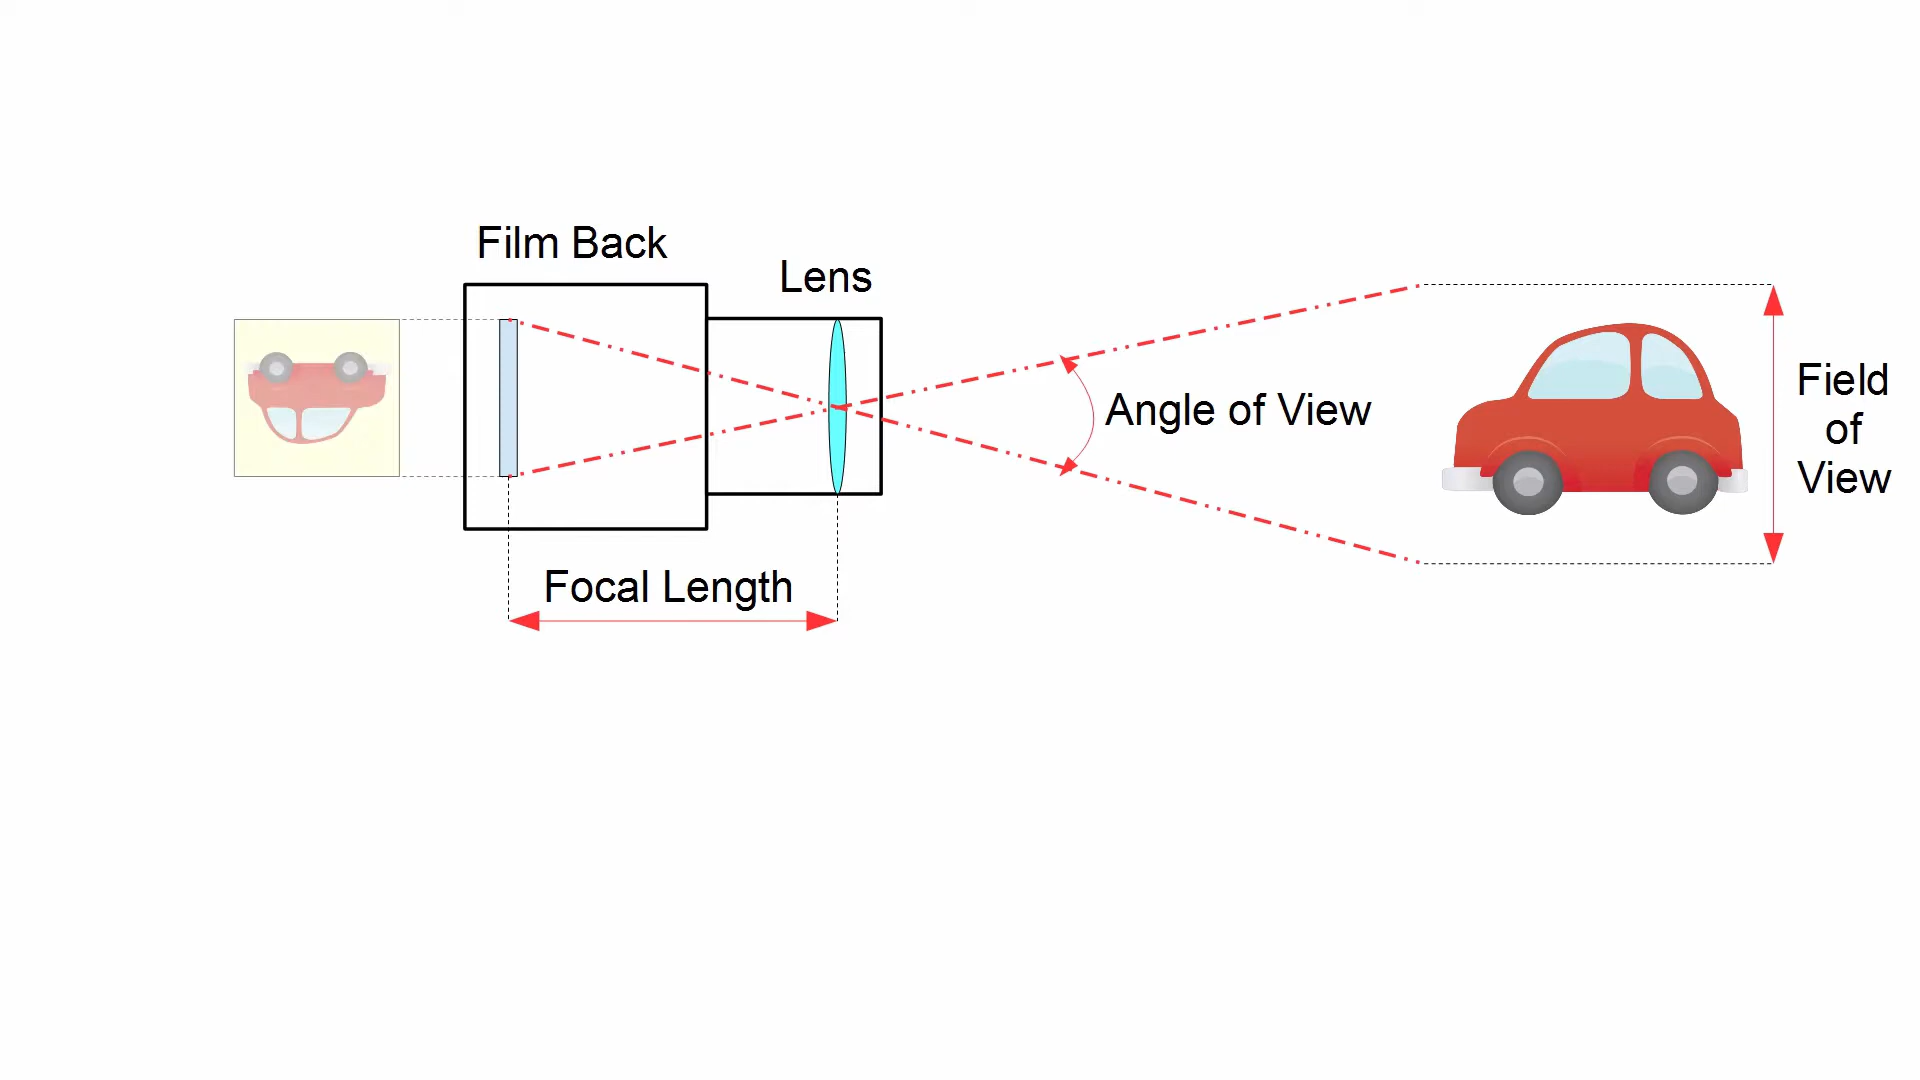 Film Back
Lens
Angle of View
Field
of
View
Focal Length